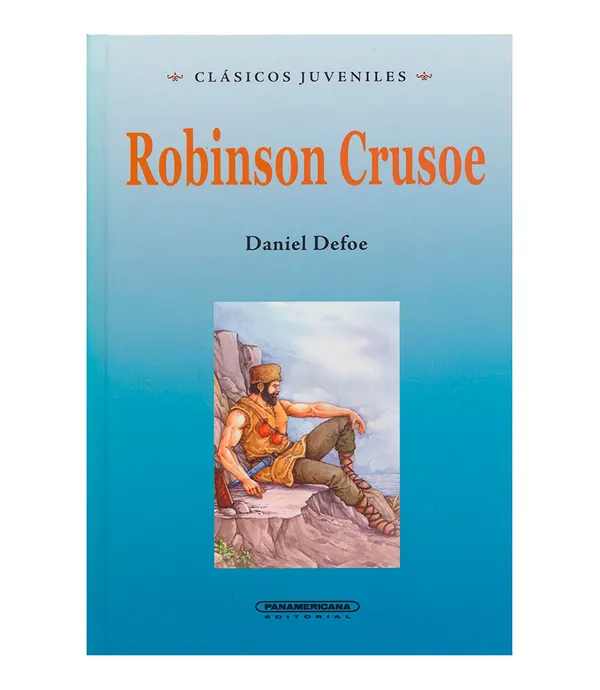 CLÁSICOS JUVENILES
Robinson Crusoe
Daniel Defoe
PANAMERICANA
EDITORIAL